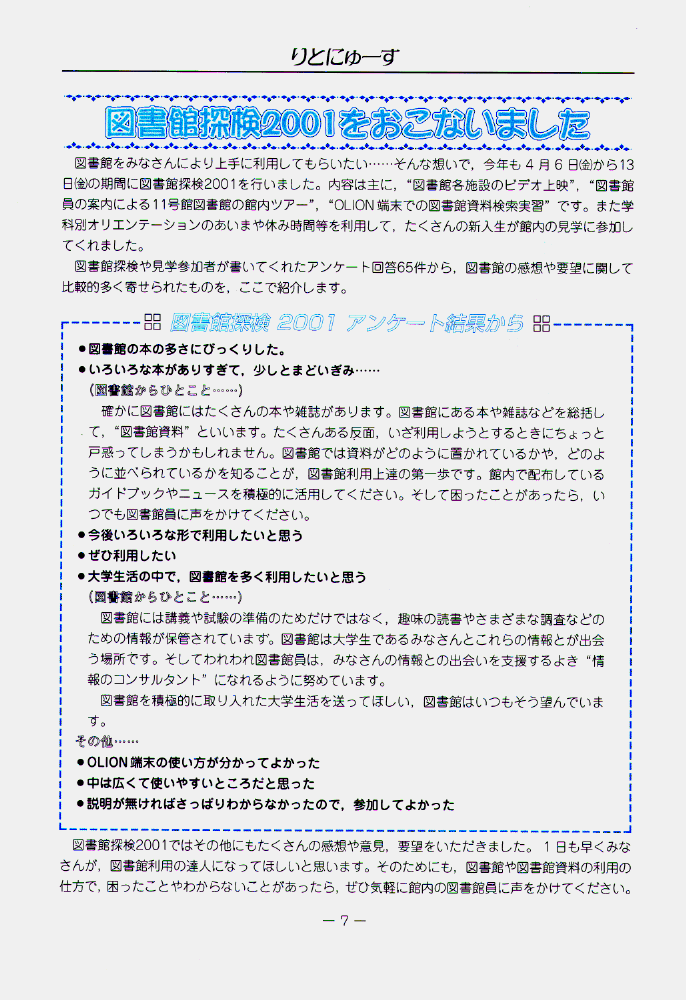 りとにゅーす
図書館探検2001をおこないました
図書館をみなさんにより上手に利用してもらいたい……そんな想いで，今年も4月6日㈮から13
日㈮の期間に図書館探検2001を行いました。内容は主に，“図書館各施設のビデオ上映”，“図書館
員の案内による11号館図書館の館内ツアー”，“OLION端末での図書館資料検索実習”です。また学
科別オリエンテーションのあいまや休み時間等を利用して，たくさんの新入生が館内の見学に参加し
てくれました。
図書館探検や見学参加者が書いてくれたアンケート回答65件から，図書館の感想や要望に関して
比較的多く寄せられたものを，ここで紹介します。
図書館探検 2001 アンケート結果から
●図書館の本の多さにびっくりした。
●いろいろな本がありすぎて，少しとまどいぎみ……
（図書館からひとこと……）
確かに図書館にはたくさんの本や雑誌があります。図書館にある本や雑誌などを総括し
て，“図書館資料”といいます。たくさんある反面，いざ利用しようとするときにちょっと
戸惑ってしまうかもしれません。図書館では資料がどのように置かれているかや，どのよ
うに並べられているかを知ることが，図書館利用上達の第一歩です。館内で配布している
ガイドブックやニュースを積極的に活用してください。そして困ったことがあったら，い
つでも図書館員に声をかけてください。
●今後いろいろな形で利用したいと思う
●ぜひ利用したい
●大学生活の中で，図書館を多く利用したいと思う
（図書館からひとこと……）
図書館には講義や試験の準備のためだけではなく，趣味の読書やさまざまな調査などの
ための情報が保管されています。図書館は大学生であるみなさんとこれらの情報とが出会
う場所です。そしてわれわれ図書館員は，みなさんの情報との出会いを支援するよき“情
報のコンサルタント”になれるように努めています。
図書館を積極的に取り入れた大学生活を送ってほしい，図書館はいつもそう望んでいま
す。
その他……
●OLION端末の使い方が分かってよかった
●中は広くて使いやすいところだと思った
●説明が無ければさっぱりわからなかったので，参加してよかった
図書館探検2001ではその他にもたくさんの感想や意見，要望をいただきました。1日も早くみな
さんが，図書館利用の達人になってほしいと思います。そのためにも，図書館や図書館資料の利用の
仕方で，困ったことやわからないことがあったら，ぜひ気軽に館内の図書館員に声をかけてください。
― 7 ―